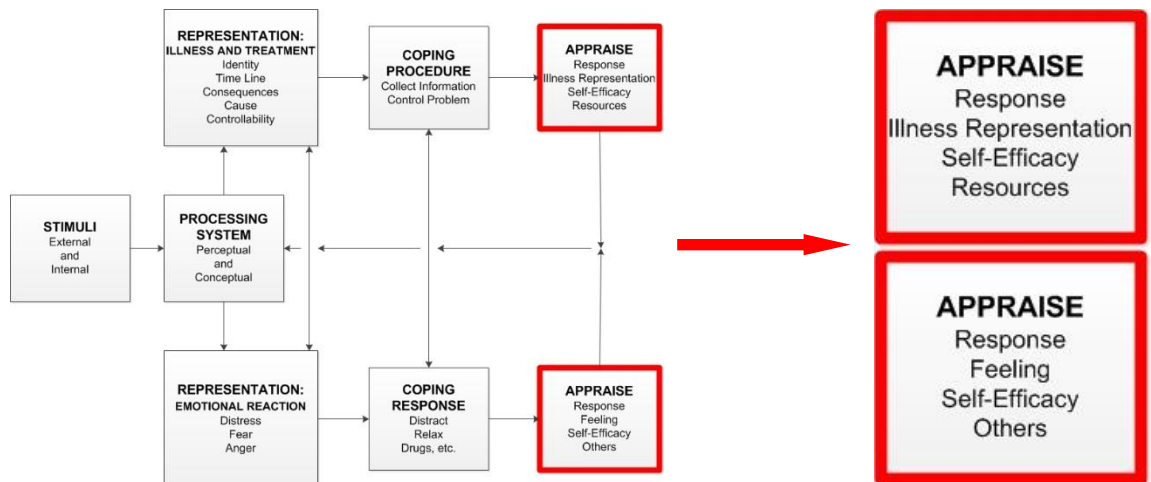 REPRESENTATION:
ILLNESS AND TREATMENT
Identity
Time Line
Consequences
Cause
Controllability
COPING
PROCEDURE
Collect Information
Control Problem
APPRAISE
Response
Illness Representation
Self-Efficacy
Resources
STIMULI
External
and
Internal
PROCESSING
SYSTEM
Perceptual
and
Conceptual
REPRESENTATION:
EMOTIONAL REACTION
Distress
Fear
Anger
COPING
RESPONSE
Distract
Relax
Drugs, etc.
APPRAISE
Response
Feeling
Self-Efficacy
Others
APPRAISE
Response
Illness Representation
Self-Efficacy
Resources
APPRAISE
Response
Feeling
Self-Efficacy
Others